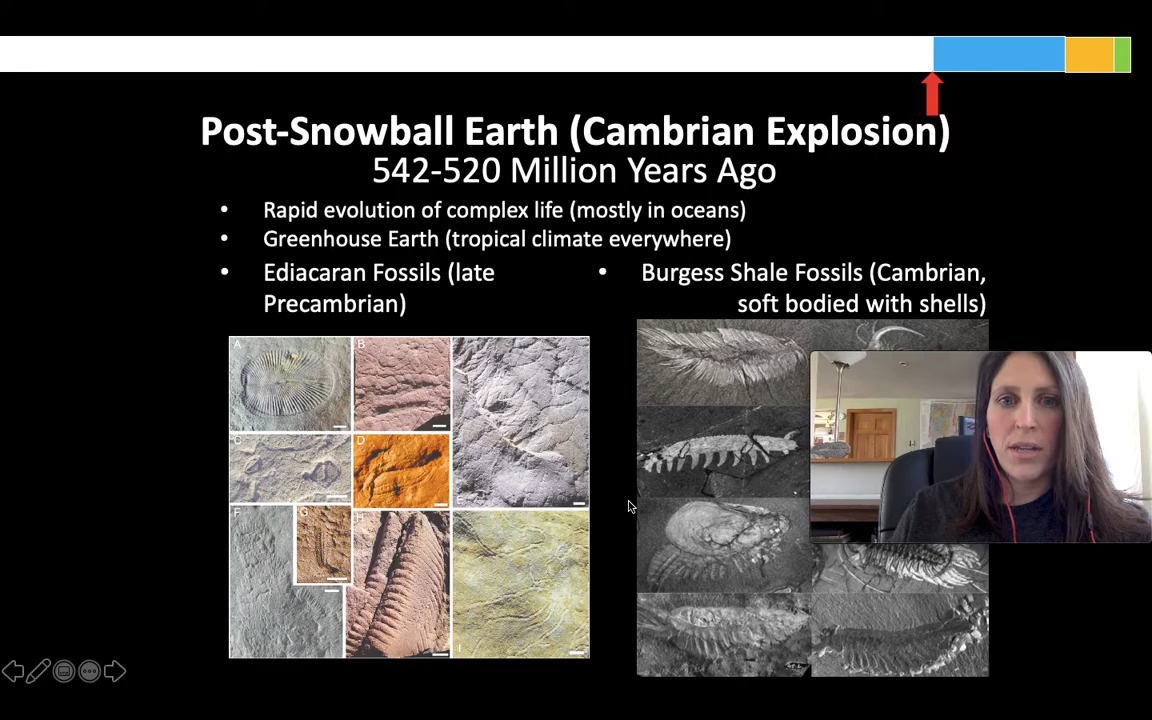 Post-Snowball Earth (Cambrian Explosion)
542-520 Million Years Ago
• Rapid evolution of complex life (mostly in oceans)
• Greenhouse Earth (tropical climate everywhere)
• Ediacaran Fossils (late
Precambrian)
• Burgess Shale Fossils (Cambrian,
soft bodied with shells)
A
B
C
D
E
F
G
H
I